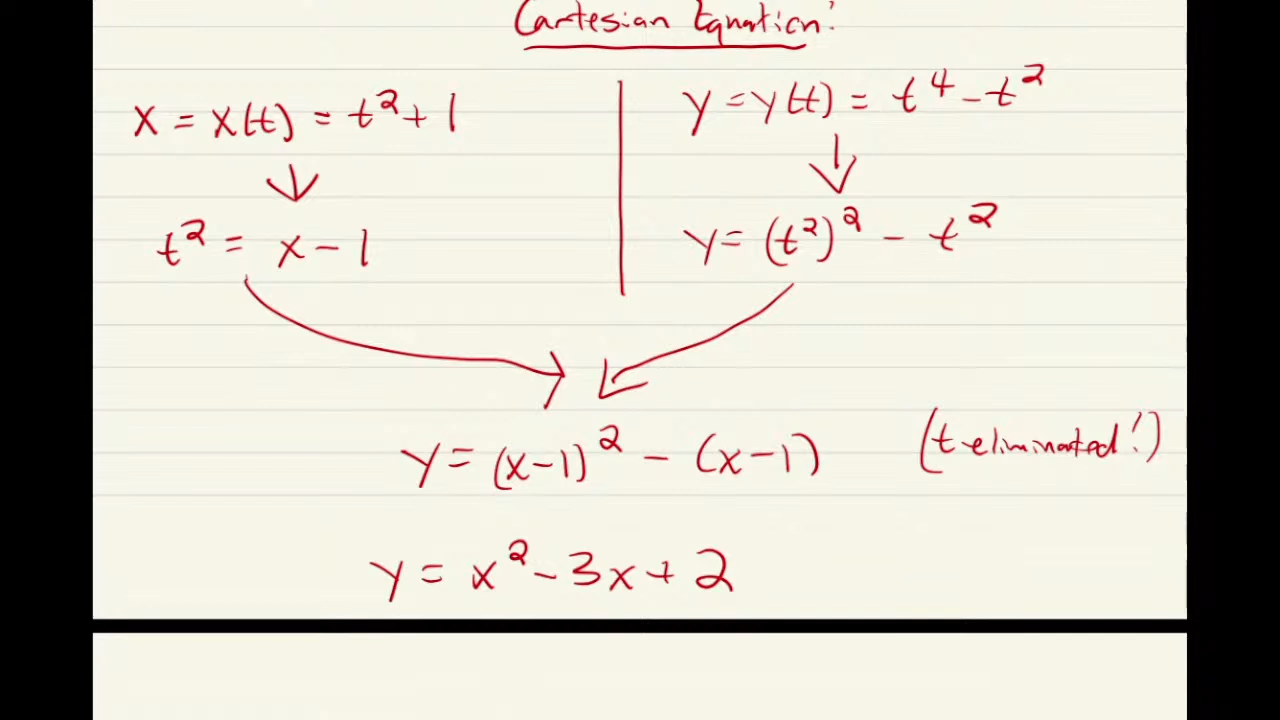 Cartesian Equation:
x = x(t) = t² + 1
y = y(t) = t⁴ - t²
t² = x - 1
y = (t²)² - t²
y = (x-1)² - (x-1) (t eliminated!)
y = x² - 3x + 2